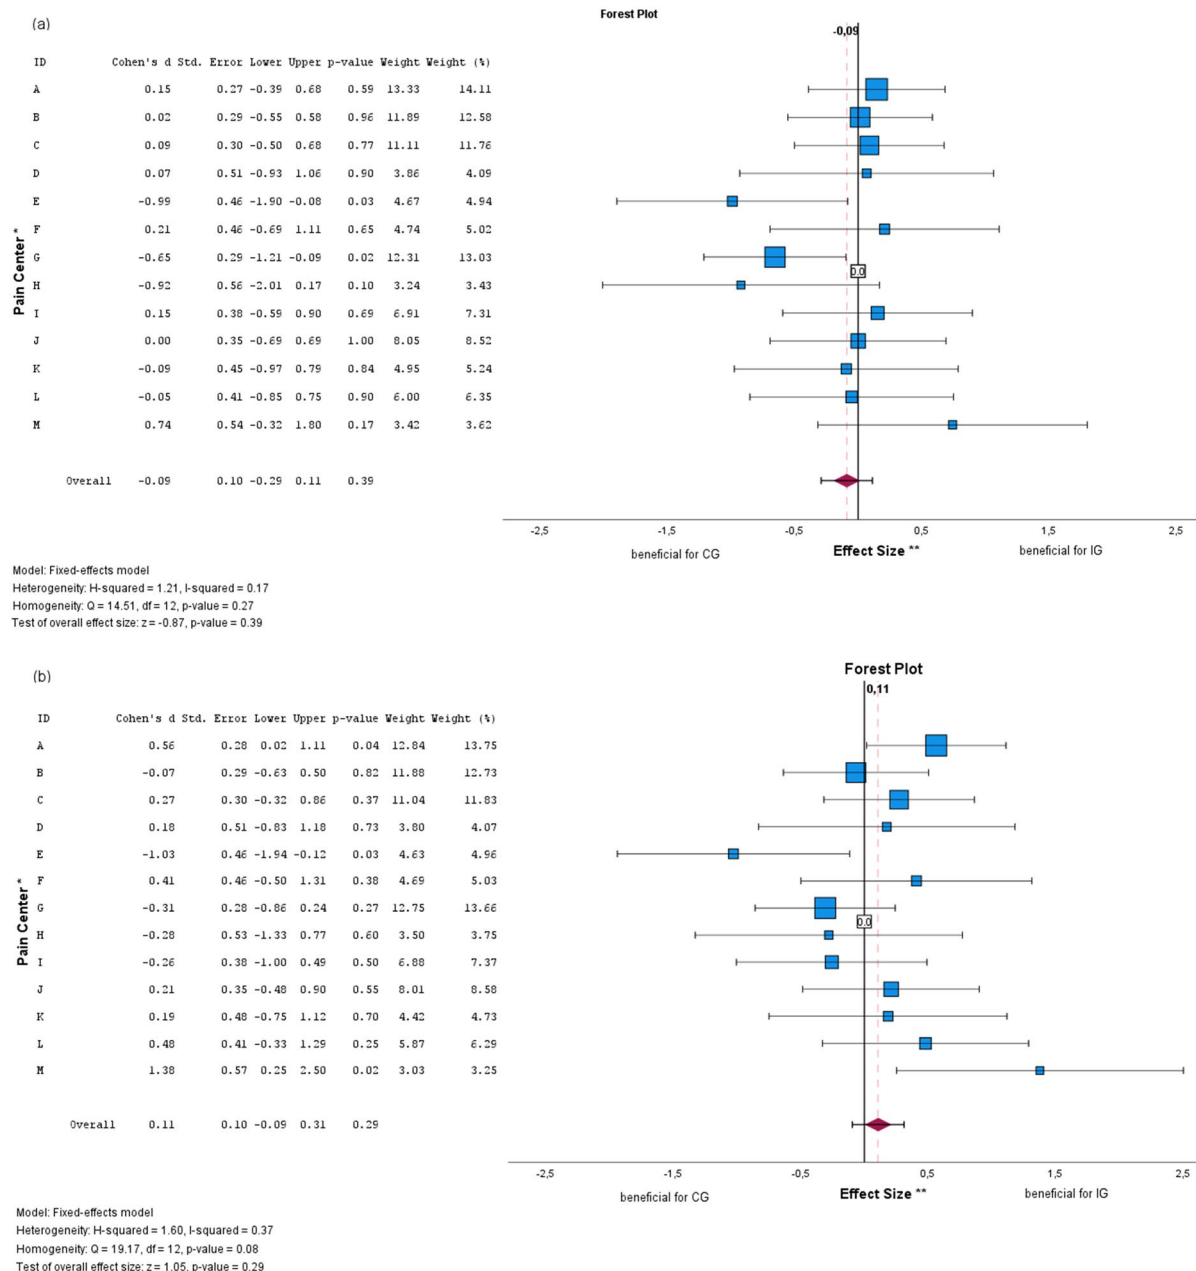 (a)
Forest Plot
-0,09
ID Cohen's d Std. Error Lower Upper p-value Weight Weight (%)
A 0.15 0.27 -0.39 0.68 0.59 13.33 14.11
B 0.02 0.29 -0.55 0.58 0.96 11.89 12.58
C 0.09 0.30 -0.50 0.68 0.77 11.11 11.76
D 0.07 0.51 -0.93 1.06 0.90 3.86 4.09
E -0.99 0.46 -1.90 -0.08 0.03 4.67 4.94
F 0.21 0.46 -0.69 1.11 0.65 4.74 5.02
G -0.65 0.29 -1.21 -0.09 0.02 12.31 13.03
H -0.92 0.56 -2.01 0.17 0.10 3.24 3.43
I 0.15 0.38 -0.59 0.90 0.69 6.91 7.31
J 0.00 0.35 -0.69 0.69 1.00 8.05 8.52
K -0.09 0.45 -0.97 0.79 0.84 4.95 5.24
L -0.05 0.41 -0.85 0.75 0.90 6.00 6.35
M 0.74 0.54 -0.32 1.80 0.17 3.42 3.62
Overall -0.09 0.10 -0.29 0.11 0.39
Pain Center *
0.0
-2,5 -1,5 -0,5 0,5 1,5 2,5
beneficial for CG Effect Size ** beneficial for IG
Model: Fixed-effects model
Heterogeneity: H-squared = 1.21, I-squared = 0.17
Homogeneity: Q = 14.51, df = 12, p-value = 0.27
Test of overall effect size: z = -0.87, p-value = 0.39
(b)
Forest Plot
0,11
ID Cohen's d Std. Error Lower Upper p-value Weight Weight (%)
A 0.56 0.28 0.02 1.11 0.04 12.84 13.75
B -0.07 0.29 -0.63 0.50 0.82 11.88 12.73
C 0.27 0.30 -0.32 0.86 0.37 11.04 11.83
D 0.18 0.51 -0.83 1.18 0.73 3.80 4.07
E -1.03 0.46 -1.94 -0.12 0.03 4.63 4.96
F 0.41 0.46 -0.50 1.31 0.38 4.69 5.03
G -0.31 0.28 -0.86 0.24 0.27 12.75 13.66
H -0.28 0.53 -1.33 0.77 0.60 3.50 3.75
I -0.26 0.38 -1.00 0.49 0.50 6.88 7.37
J 0.21 0.35 -0.48 0.90 0.55 8.01 8.58
K 0.19 0.48 -0.75 1.12 0.70 4.42 4.73
L 0.48 0.41 -0.33 1.29 0.25 5.87 6.29
M 1.38 0.57 0.25 2.50 0.02 3.03 3.25
Overall 0.11 0.10 -0.09 0.31 0.29
Pain Center *
0.0
-2,5 -1,5 -0,5 0,5 1,5 2,5
beneficial for CG Effect Size ** beneficial for IG
Model: Fixed-effects model
Heterogeneity: H-squared = 1.60, I-squared = 0.37
Homogeneity: Q = 19.17, df = 12, p-value = 0.08
Test of overall effect size: z = 1.05, p-value = 0.29